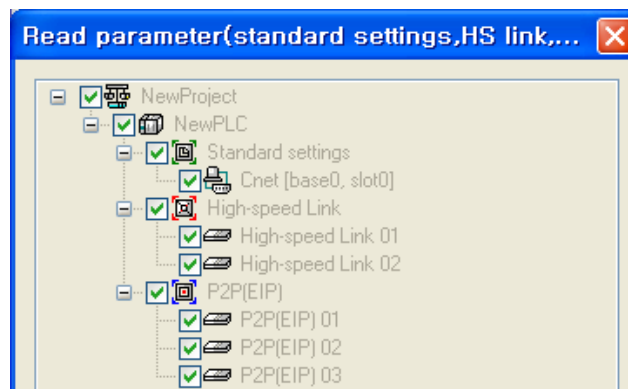 Read parameter(standard settings,HS link,...
NewProject
NewPLC
Standard settings
Cnet [base0, slot0]
High-speed Link
High-speed Link 01
High-speed Link 02
P2P(EIP)
P2P(EIP) 01
P2P(EIP) 02
P2P(EIP) 03